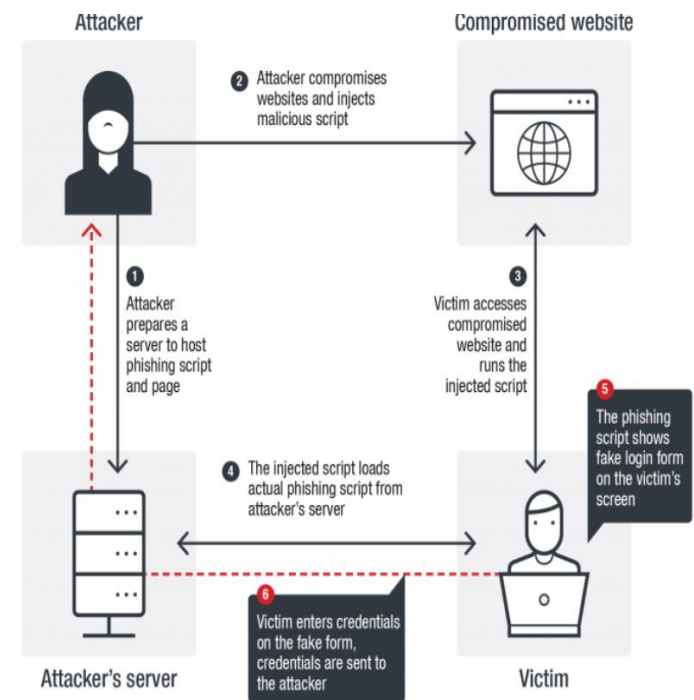 Attacker
Compromised website
2 Attacker compromises
websites and injects
malicious script
1
Attacker
prepares a
server to host
phishing script
and page
3
Victim accesses
compromised
website and
runs the
injected script
5
The phishing
script shows
fake login form
on the victim's
screen
4 The injected script loads
actual phishing script from
attacker's server
6
Victim enters credentials
on the fake form,
credentials are sent to
the attacker
Attacker's server
Victim